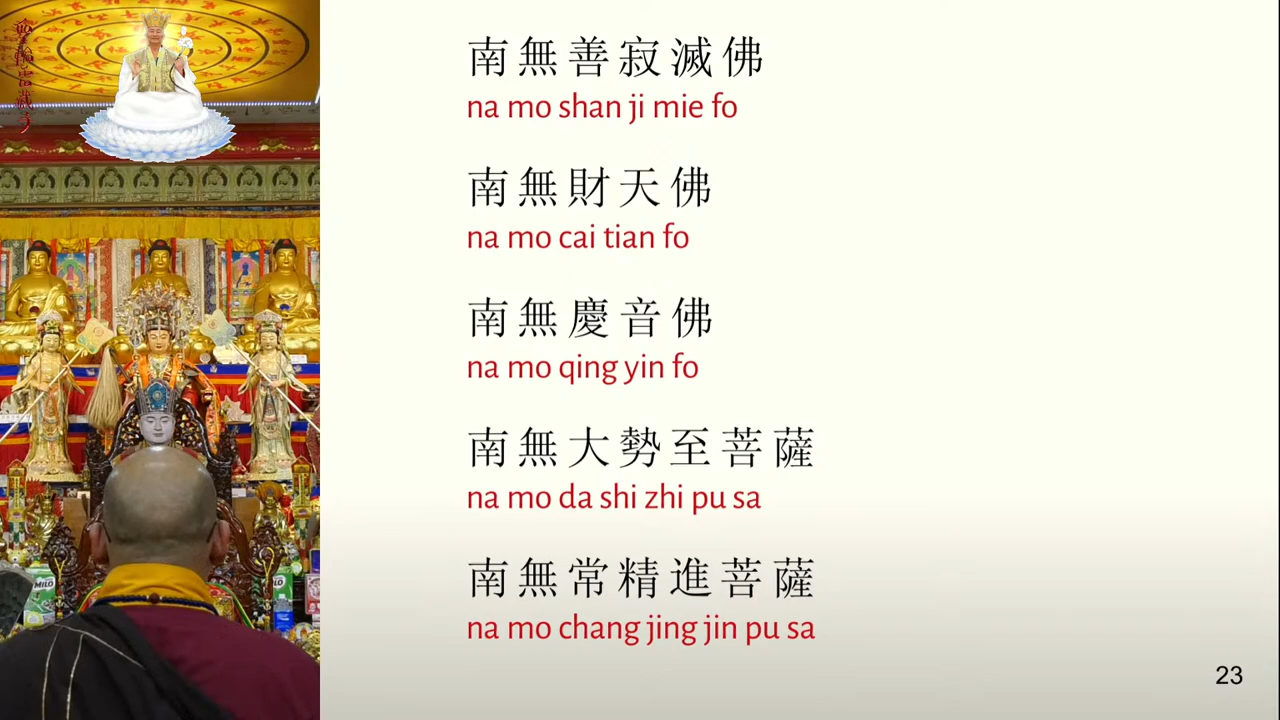 南無善寂滅佛
na mo shan ji mie fo
南無財天佛
na mo cai tian fo
南無慶音佛
na mo qing yin fo
南無大勢至菩薩
na mo da shi zhi pu sa
南無常精進菩薩
na mo chang jing jin pu sa
23
MILO